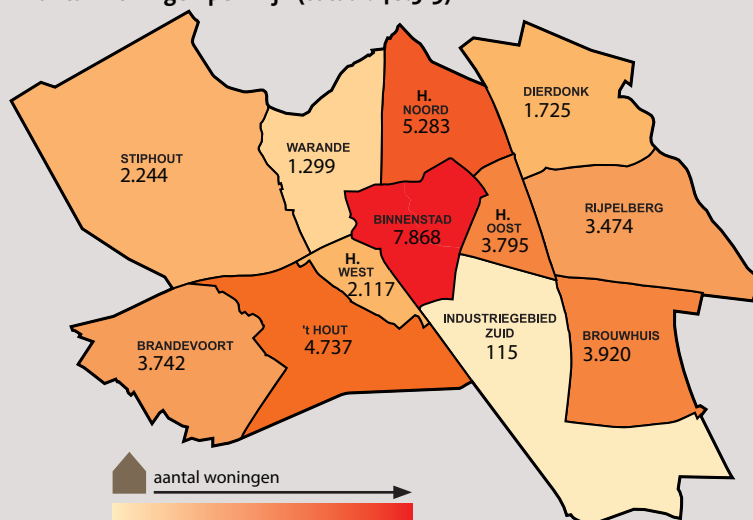 DIERDONK
1.725
H.
NOORD
5.283
WARANDE
1.299
STIPHOUT
2.244
RIJPELBERG
3.474
BINNENSTAD
7.868
H.
OOST
3.795
H.
WEST
2.117
INDUSTRIEGEBIED
ZUID
115
't HOUT
4.737
BRANDEVOORT
3.742
BROUWHUIS
3.920
aantal woningen